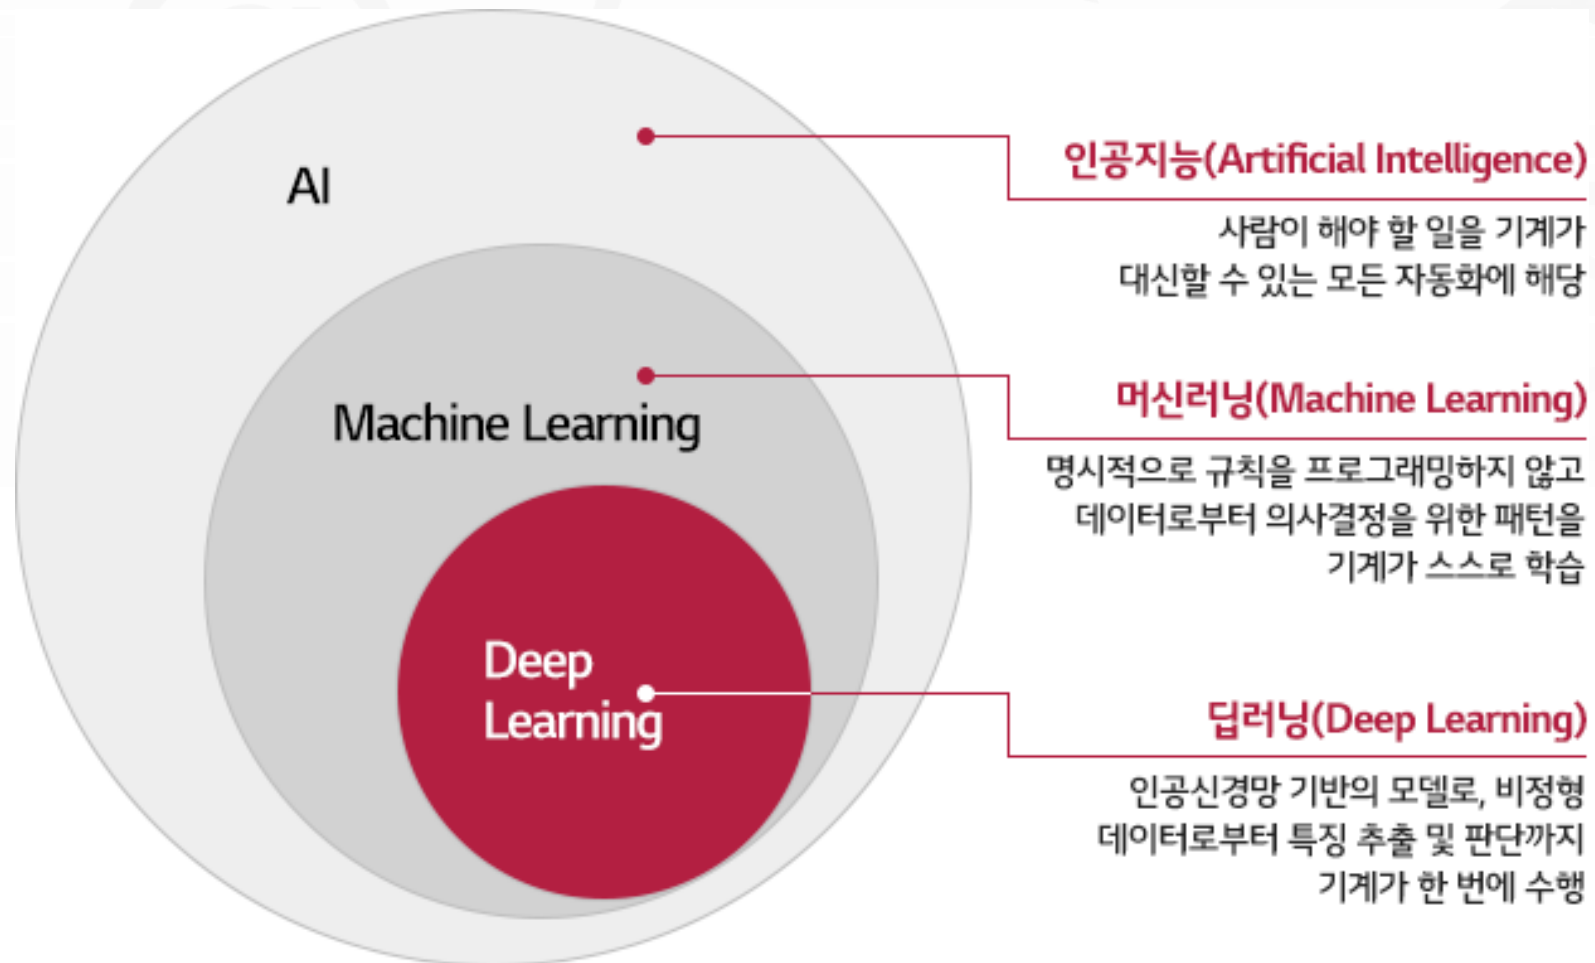 AI
Machine Learning
Deep
Learning
인공지능(Artificial Intelligence)
사람이 해야 할 일을 기계가
대신할 수 있는 모든 자동화에 해당
머신러닝(Machine Learning)
명시적으로 규칙을 프로그래밍하지 않고
데이터로부터 의사결정을 위한 패턴을
기계가 스스로 학습
딥러닝(Deep Learning)
인공신경망 기반의 모델로, 비정형
데이터로부터 특징 추출 및 판단까지
기계가 한 번에 수행